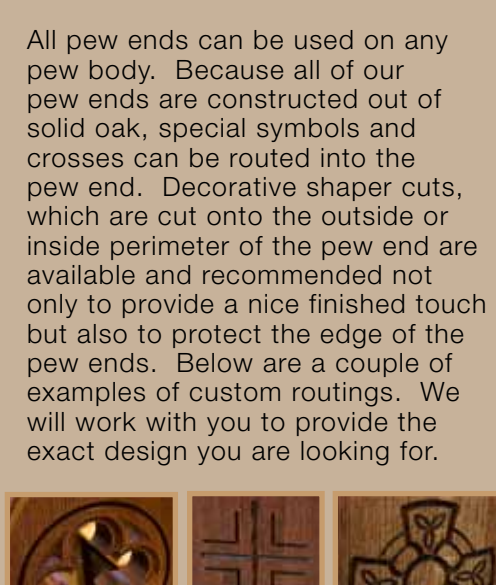 All pew ends can be used on any
pew body.  Because all of our
pew ends are constructed out of
solid oak, special symbols and
crosses can be routed into the
pew end.  Decorative shaper cuts,
which are cut onto the outside or
inside perimeter of the pew end are
available and recommended not
only to provide a nice finished touch
but also to protect the edge of the
pew ends.  Below are a couple of
examples of custom routings.  We
will work with you to provide the
exact design you are looking for.